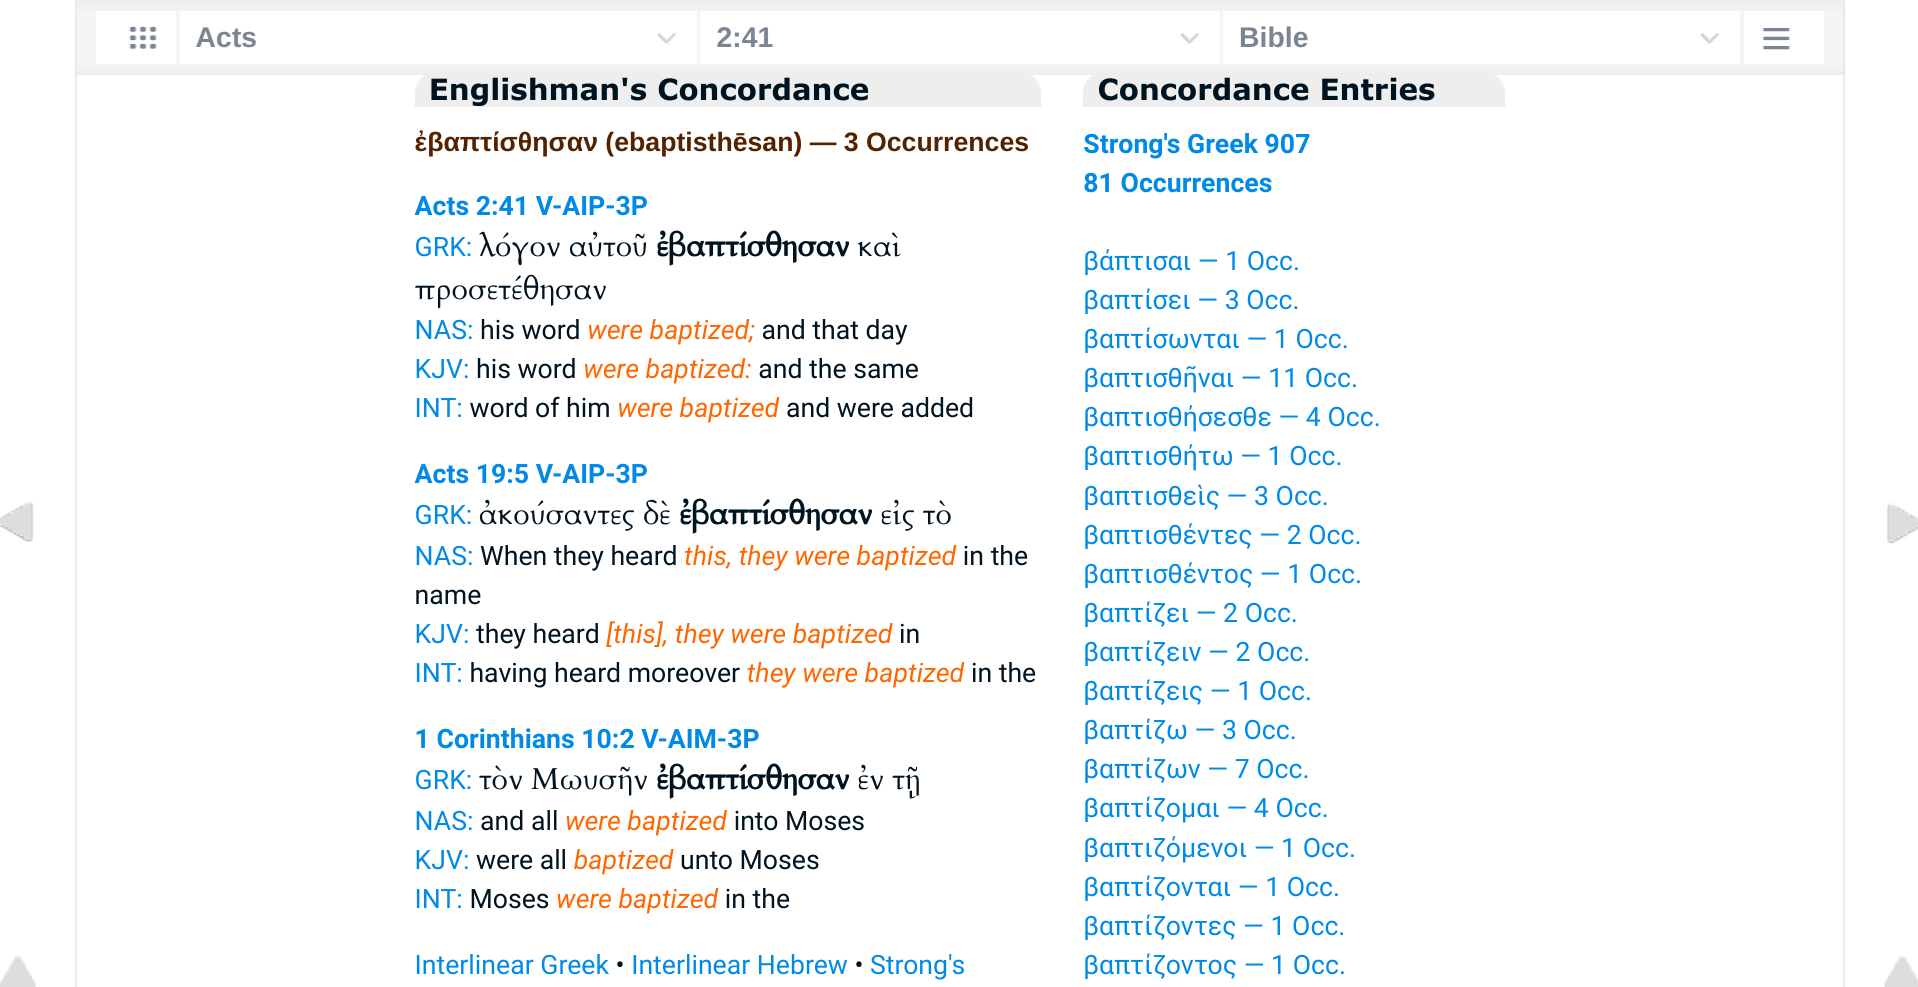 Acts
2:41
Bible
Englishman's Concordance
ἐβαπτίσθησαν (ebaptisthēsan) — 3 Occurrences
Acts 2:41 V-AIP-3P
GRK: λόγον αὐτοῦ ἐβαπτίσθησαν καὶ
προσετέθησαν
NAS: his word were baptized; and that day
KJV: his word were baptized: and the same
INT: word of him were baptized and were added
Acts 19:5 V-AIP-3P
GRK: ἀκούσαντες δὲ ἐβαπτίσθησαν εἰς τὸ
NAS: When they heard this, they were baptized in the
name
KJV: they heard [this], they were baptized in
INT: having heard moreover they were baptized in the
1 Corinthians 10:2 V-AIM-3P
GRK: τὸν Μωυσῆν ἐβαπτίσθησαν ἐν τῇ
NAS: and all were baptized into Moses
KJV: were all baptized unto Moses
INT: Moses were baptized in the
Interlinear Greek • Interlinear Hebrew • Strong's
Concordance Entries
Strong's Greek 907
81 Occurrences
βάπτισαι — 1 Occ.
βαπτίσει — 3 Occ.
βαπτίσωνται — 1 Occ.
βαπτισθῆναι — 11 Occ.
βαπτισθήσεσθε — 4 Occ.
βαπτισθήτω — 1 Occ.
βαπτισθεὶς — 3 Occ.
βαπτισθέντες — 2 Occ.
βαπτισθέντος — 1 Occ.
βαπτίζει — 2 Occ.
βαπτίζειν — 2 Occ.
βαπτίζεις — 1 Occ.
βαπτίζω — 3 Occ.
βαπτίζων — 7 Occ.
βαπτίζομαι — 4 Occ.
βαπτιζόμενοι — 1 Occ.
βαπτίζονται — 1 Occ.
βαπτίζοντες — 1 Occ.
βαπτίζοντος — 1 Occ.